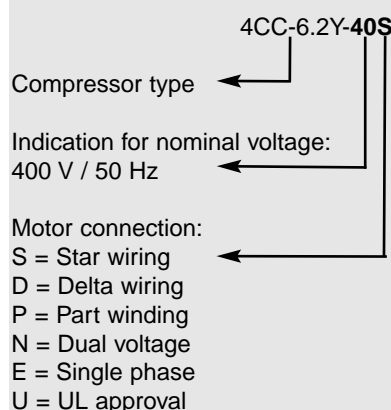 4CC-6.2Y-40S
Compressor type
Indication for nominal voltage:
400 V / 50 Hz
Motor connection:
S = Star wiring
D = Delta wiring
P = Part winding
N = Dual voltage
E = Single phase
U = UL approval